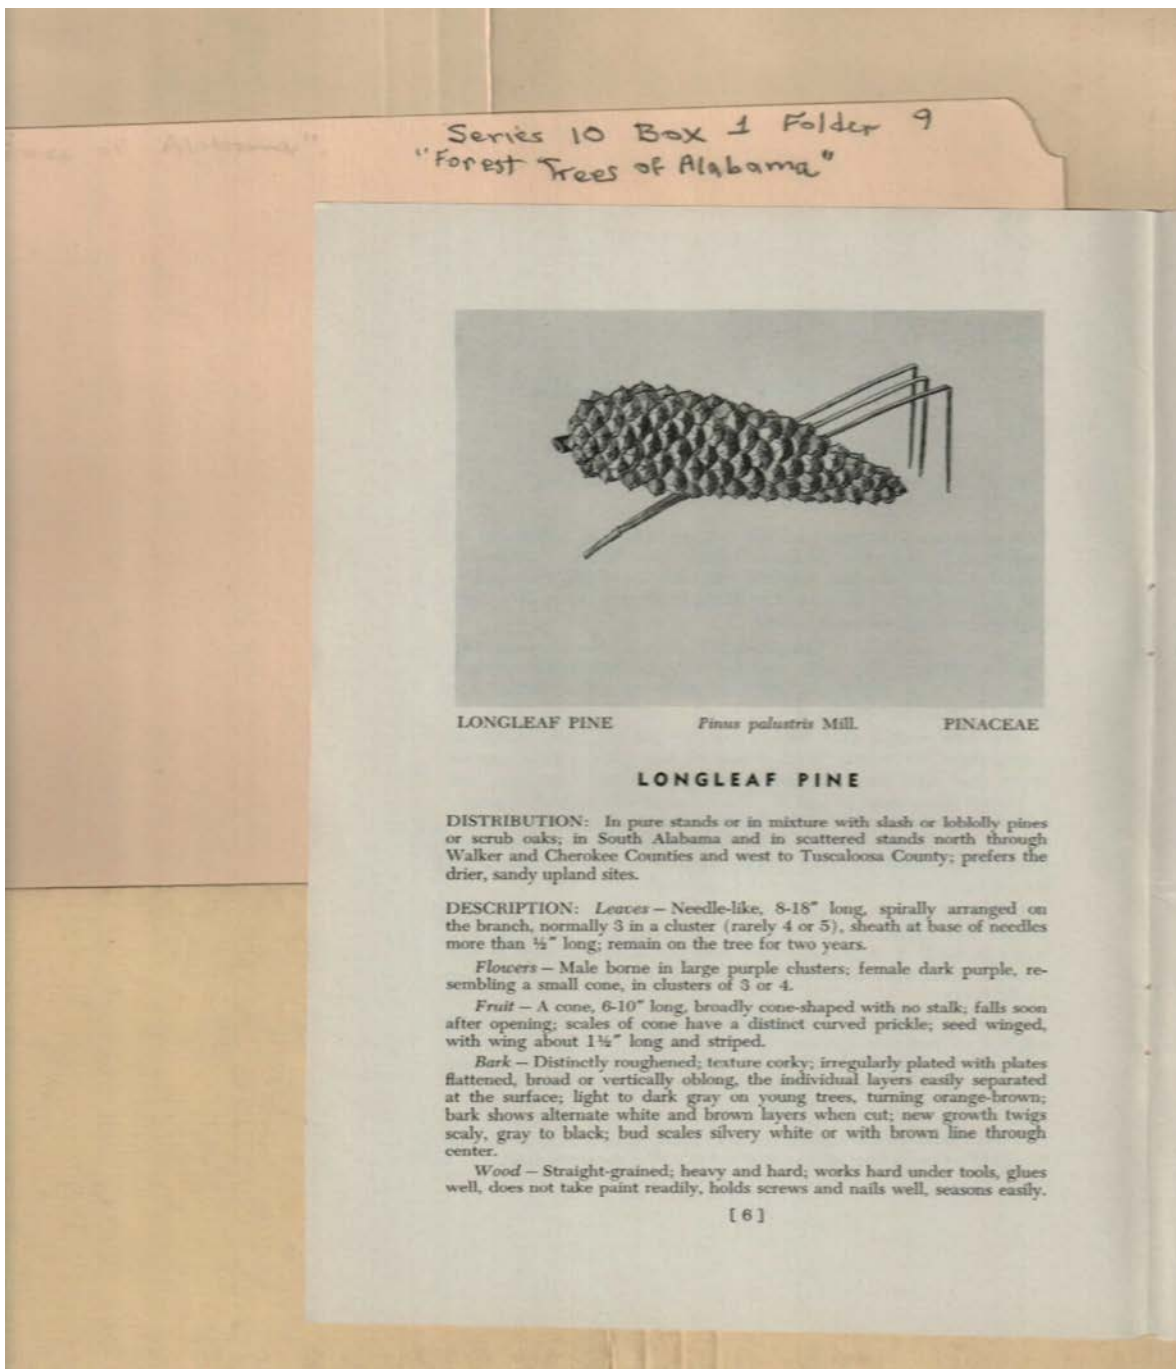 Series 10 Box 1 Folder 9
"Forest Trees of Alabama"
LONGLEAF PINE Pinus palustris Mill. PINACEAE
LONGLEAF PINE
DISTRIBUTION: In pure stands or in mixture with slash or loblolly pines
or scrub oaks; in South Alabama and in scattered stands north through
Walker and Cherokee Counties and west to Tuscaloosa County; prefers the
drier, sandy upland sites.
DESCRIPTION: Leaves – Needle-like, 8-18" long, spirally arranged on
the branch, normally 3 in a cluster (rarely 4 or 5), sheath at base of needles
more than ½" long; remain on the tree for two years.
Flowers – Male borne in large purple clusters; female dark purple, re-
sembling a small cone, in clusters of 3 or 4.
Fruit – A cone, 6-10" long, broadly cone-shaped with no stalk; falls soon
after opening; scales of cone have a distinct curved prickle; seed winged,
with wing about 1½" long and striped.
Bark – Distinctly roughened; texture corky; irregularly plated with plates
flattened, broad or vertically oblong, the individual layers easily separated
at the surface; light to dark gray on young trees, turning orange-brown;
bark shows alternate white and brown layers when cut; new growth twigs
scaly, gray to black; bud scales silvery white or with brown line through
center.
Wood – Straight-grained; heavy and hard; works hard under tools, glues
well, does not take paint readily, holds screws and nails well, seasons easily.
[ 6 ]